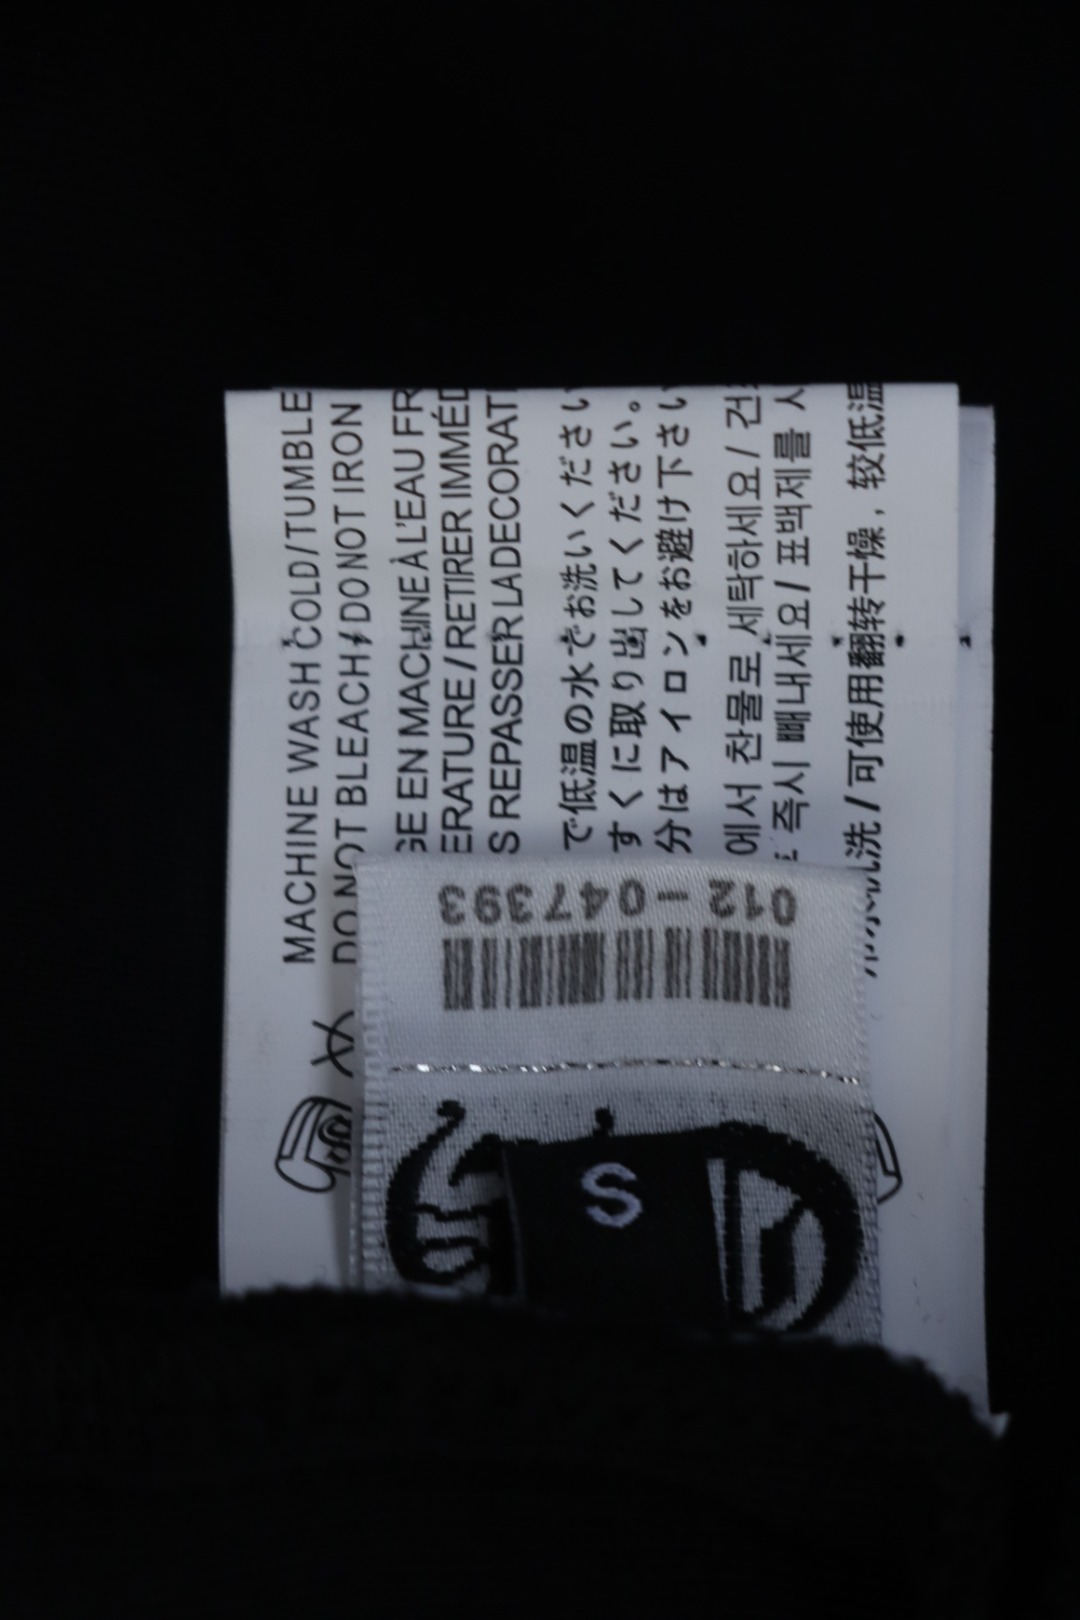 MACHINE WASH COLD/TUMBLE
DO NOT BLEACH/DO NOT IRON
GE EN MACHINE À L'EAU FR
ERATURE / RETIRER IMMÉD
S REPASSER LA DECORAT
で低温の水でお洗いください
すぐに取り出してください。
分はアイロンをお避け下さい
에서 찬물로 세탁하세요/ 건조
즉시 빼내세요/ 표백제를 사
洗 / 可使用翻转干燥，较低温
012-047393
S